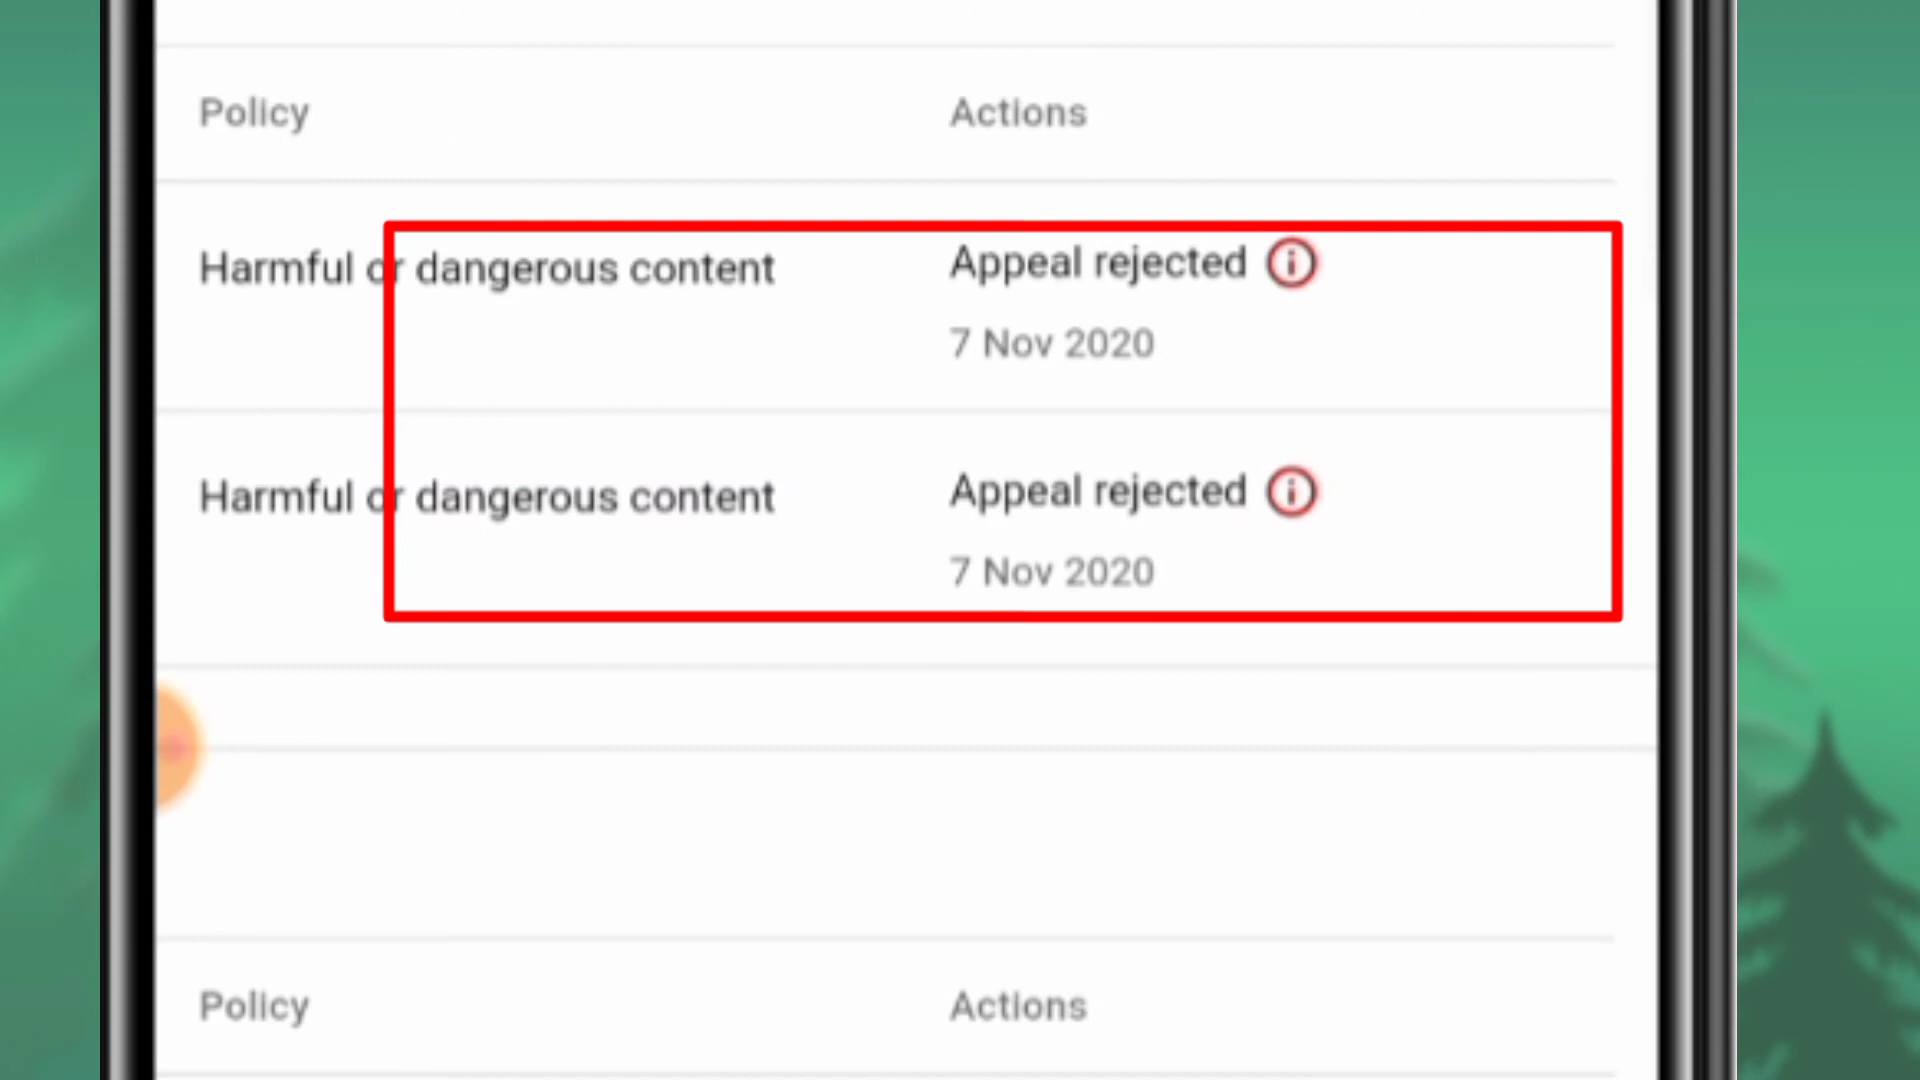 Policy Actions
Harmful or dangerous content Appeal rejected
7 Nov 2020
Harmful or dangerous content Appeal rejected
7 Nov 2020
Policy Actions